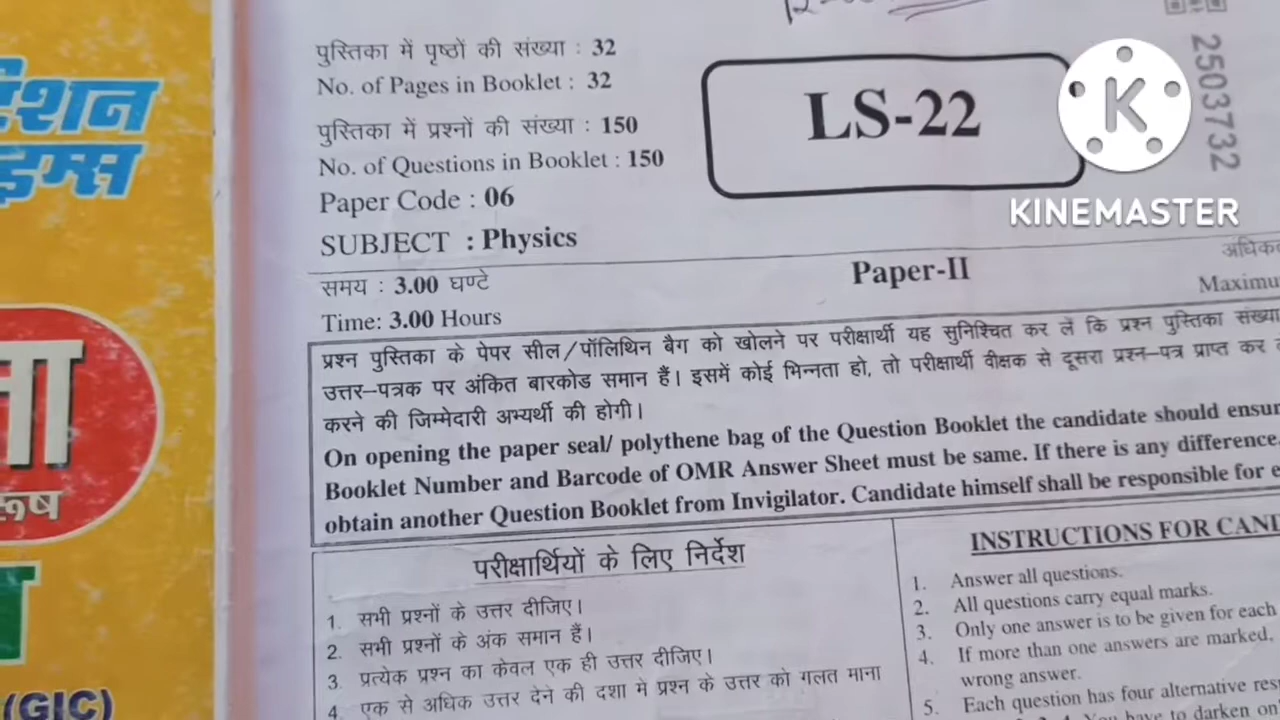 पुस्तिका में पृष्ठों की संख्या : 32
No. of Pages in Booklet : 32
पुस्तिका में प्रश्नों की संख्या : 150
No. of Questions in Booklet : 150
Paper Code : 06
SUBJECT : Physics
LS-22
2503732
K
KINEMASTER
समय : 3.00 घण्टे
Time: 3.00 Hours
Paper-II
प्रश्न पुस्तिका के पेपर सील/पॉलिथिन बैग को खोलने पर परीक्षार्थी यह सुनिश्चित कर लें कि प्रश्न पुस्तिका संख्या
उत्तर–पत्रक पर अंकित बारकोड समान हैं। इसमें कोई भिन्नता हो, तो परीक्षार्थी वीक्षक से दूसरा प्रश्न–पत्र प्राप्त कर
करने की जिम्मेदारी अभ्यर्थी की होगी।
On opening the paper seal/ polythene bag of the Question Booklet the candidate should
Booklet Number and Barcode of OMR Answer Sheet must be same. If there is any difference
obtain another Question Booklet from Invigilator. Candidate himself shall be responsible for
परीक्षार्थियों के लिए निर्देश
1. सभी प्रश्नों के उत्तर दीजिए।
2. सभी प्रश्नों के अंक समान हैं।
3. प्रत्येक प्रश्न का केवल एक ही उत्तर दीजिए।
4. एक से अधिक उत्तर देने की दशा में प्रश्न के उत्तर को गलत माना
INSTRUCTIONS FOR
1. Answer all questions.
2. All questions carry equal marks.
3. Only one answer is to be given for each
4. If more than one answers are marked,
wrong answer.
5. Each question has four alternative
You have to darken
(GIC)